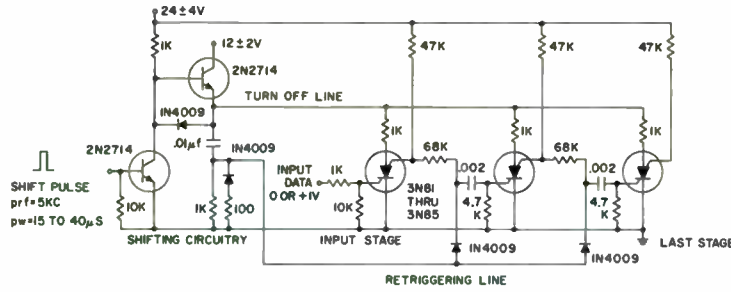 24±4V
1K
12±2V
47K
47K
47K
2N2714
TURN OFF LINE
1N4009
.01µf
1K
1K
1K
2N2714
1N4009
68K
68K
INPUT
DATA
0 OR +1V
1K
.002
.002
SHIFT PULSE
prf=5KC
pw=15 TO 40µS
10K
1K
100
10K
3N81
THRU
3N85
4.7
K
4.7
K
SHIFTING CIRCUITRY
INPUT STAGE
1N4009
1N4009
LAST STAGE
RETRIGGERING LINE